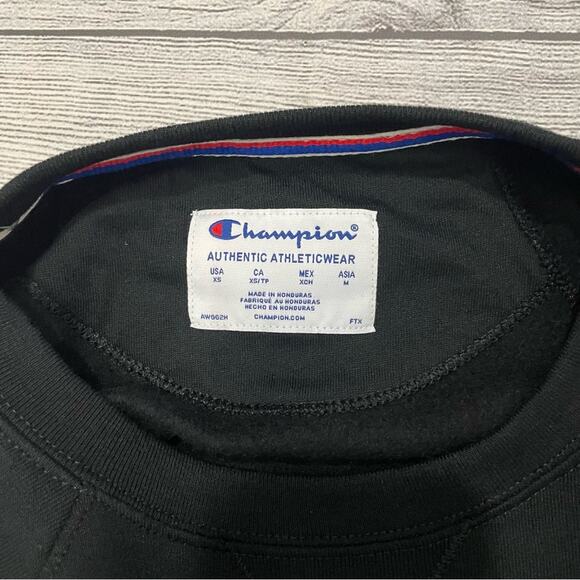 Champion
AUTHENTIC ATHLETICWEAR
USA CA MEX ASIA
XS XS/TP XCH M
MADE IN HONDURAS
FABRIQUÉ AU HONDURAS
HECHO EN HONDURAS
AWGG2H CHAMPION.COM FTX